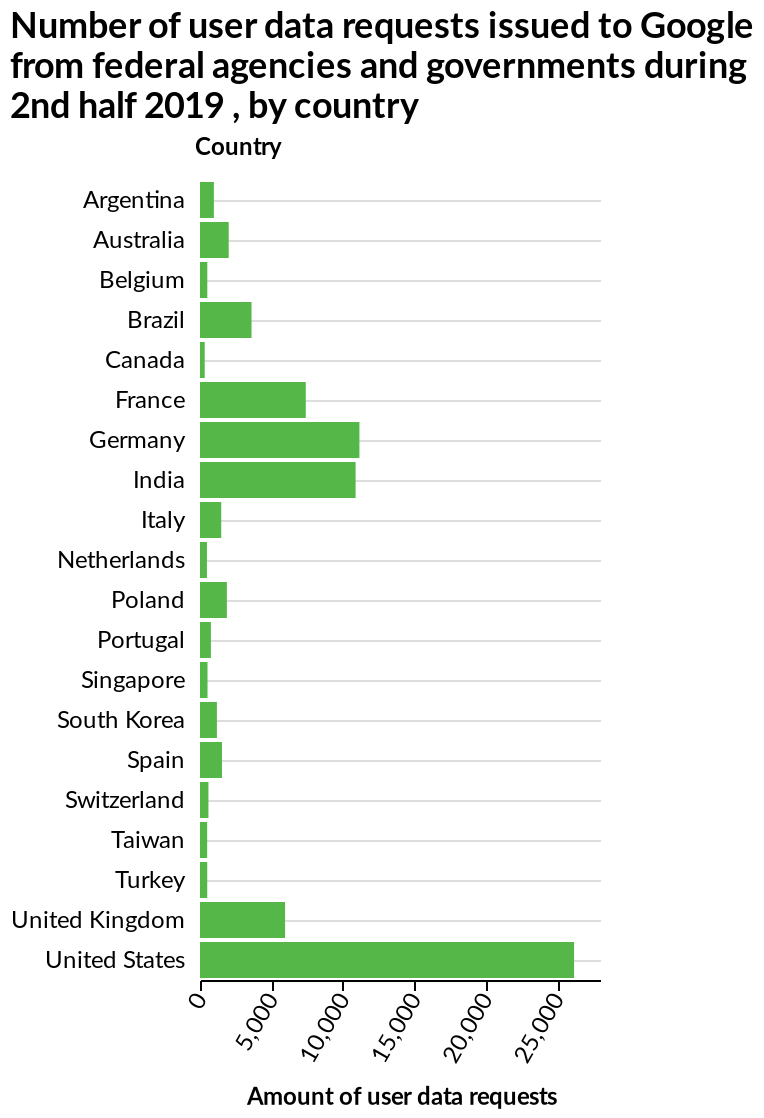 Number of user data requests issued to Google
from federal agencies and governments during
2nd half 2019 , by country
Country
Argentina
Australia
Belgium
Brazil
Canada
France
Germany
India
Italy
Netherlands
Poland
Portugal
Singapore
South Korea
Spain
Switzerland
Taiwan
Turkey
United Kingdom
United States
0
5,000
10,000
15,000
20,000
25,000
Amount of user data requests